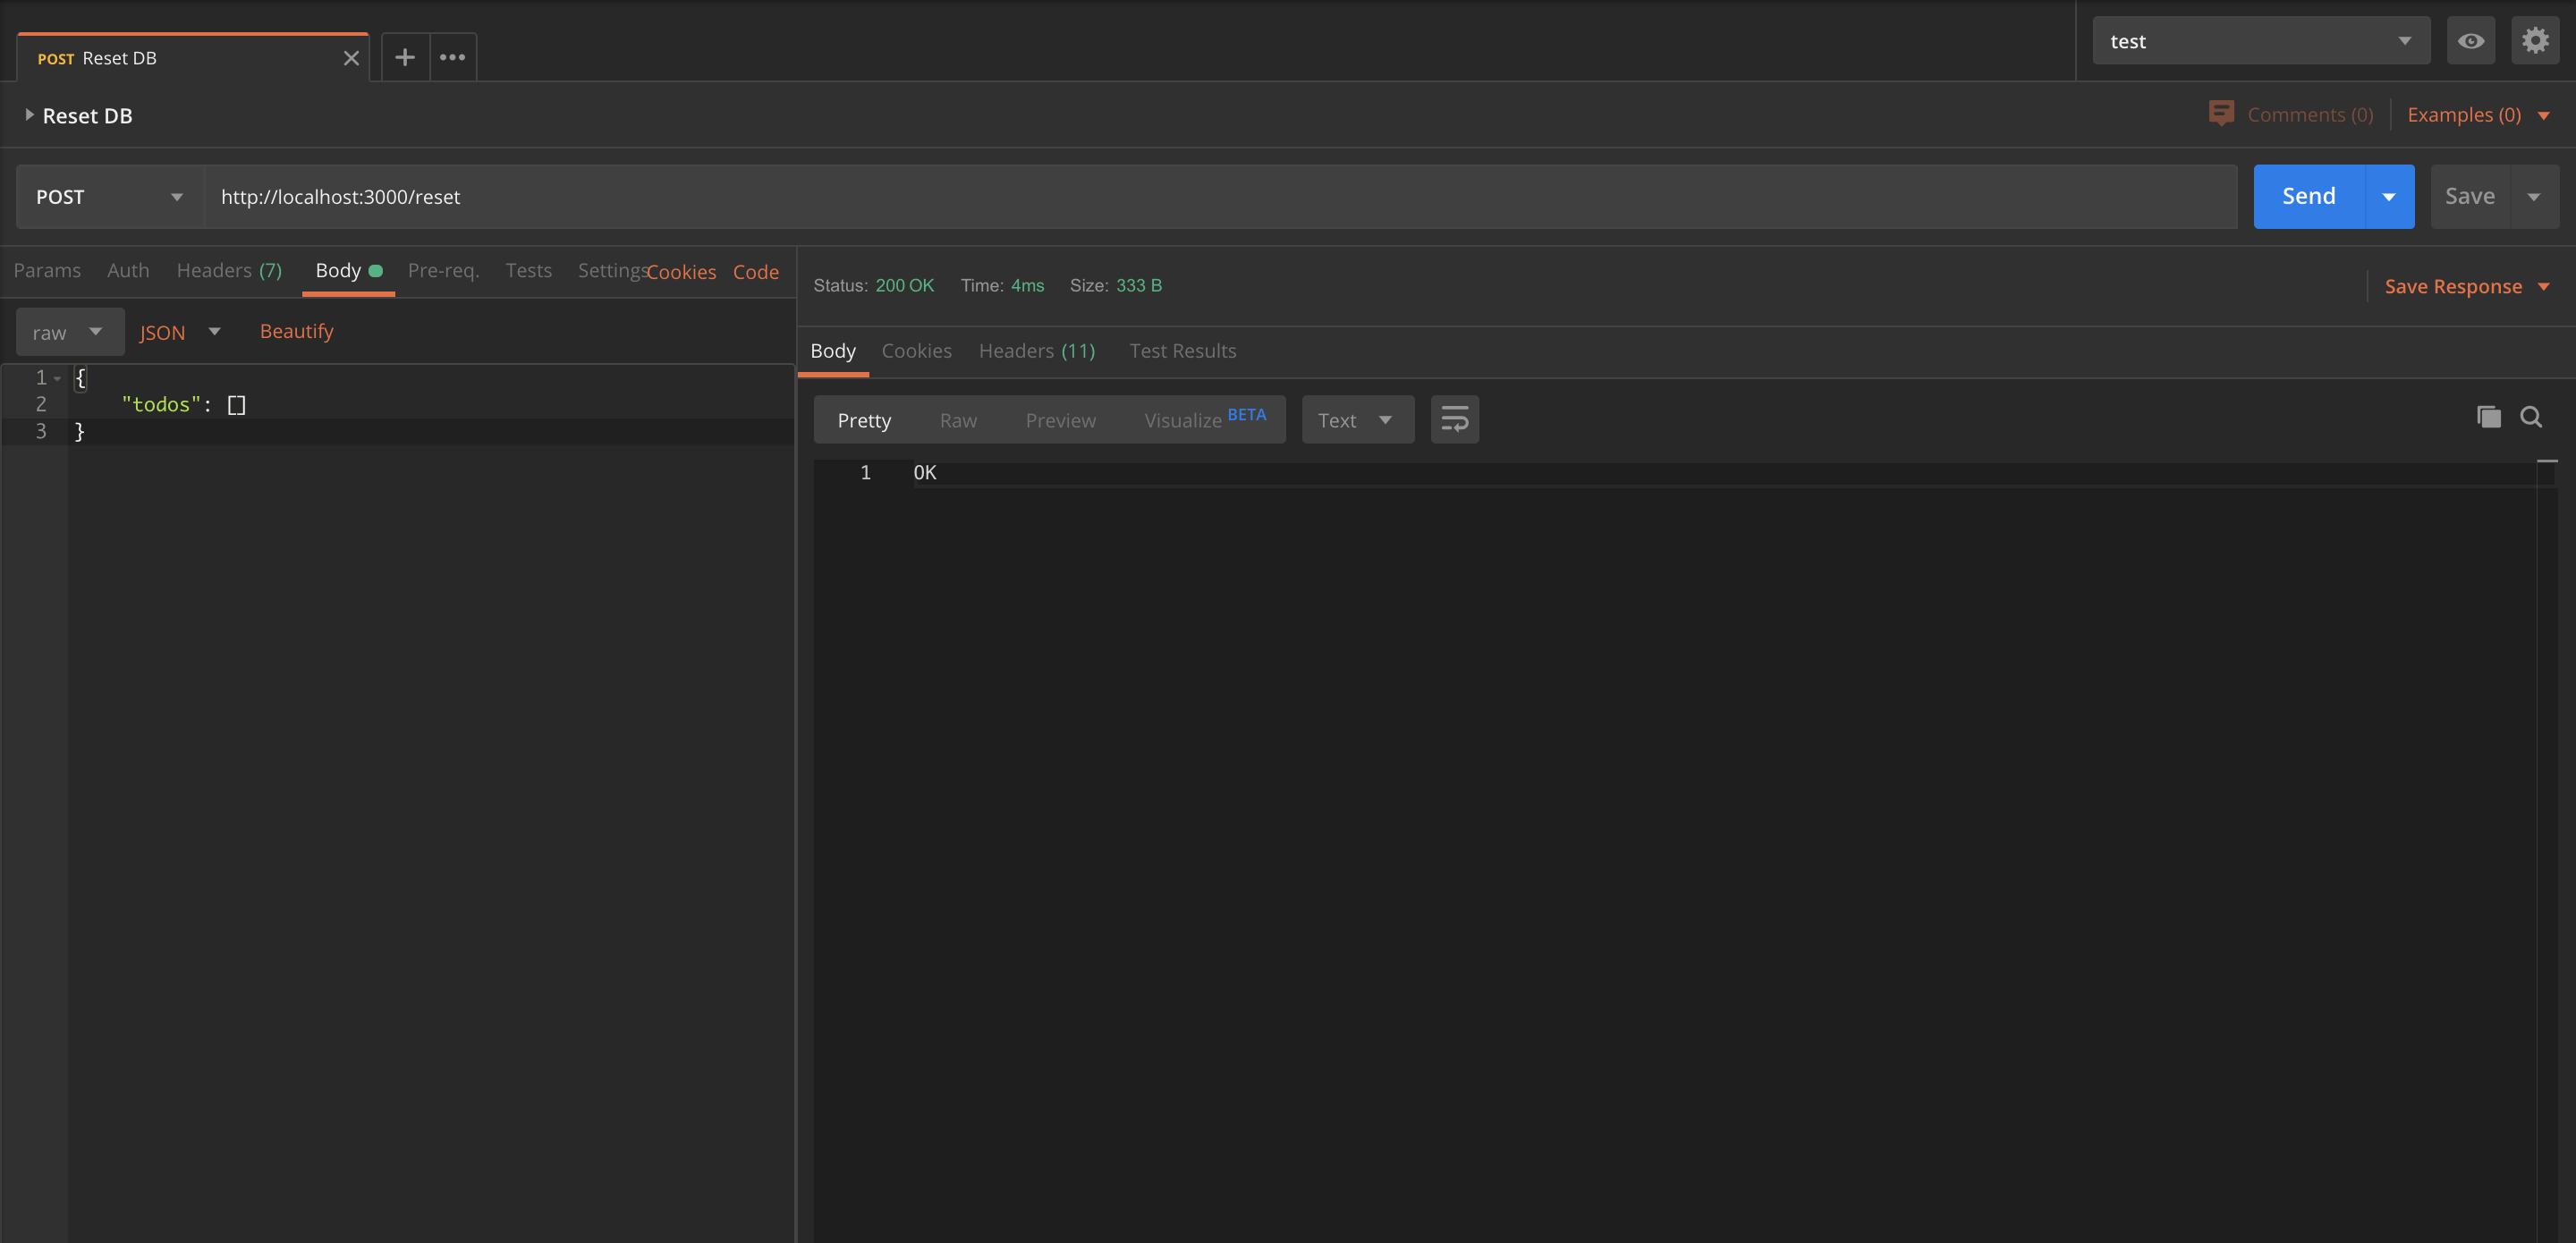 POST Reset DB
test
Reset DB
Comments (0)
Examples (0)
POST
http://localhost:3000/reset
Send
Save
Params Auth Headers (7) Body Pre-req. Tests Settings Cookies Code
raw JSON Beautify
1 {
2 "todos": []
3 }
Status: 200 OK Time: 4ms Size: 333 B
Save Response
Body Cookies Headers (11) Test Results
Pretty Raw Preview Visualize BETA Text
1 OK